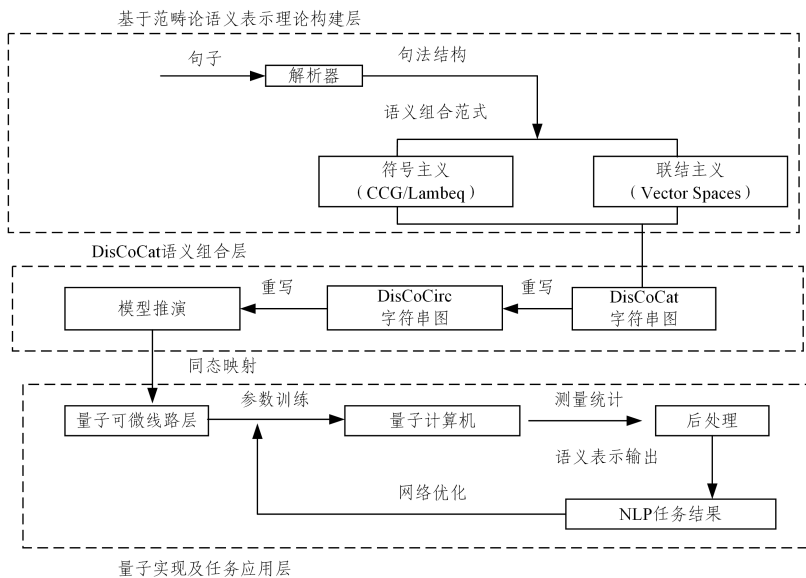 基于范畴论语义表示理论构建层
句子
解析器
句法结构
语义组合范式
符号主义
（CCG/Lambeq）
联结主义
（Vector Spaces）
DisCoCat语义组合层
模型推演
重写
DisCoCirc
字符串图
重写
DisCoCat
字符串图
同态映射
量子可微线路层
参数训练
量子计算机
测量统计
后处理
语义表示输出
网络优化
NLP任务结果
量子实现及任务应用层